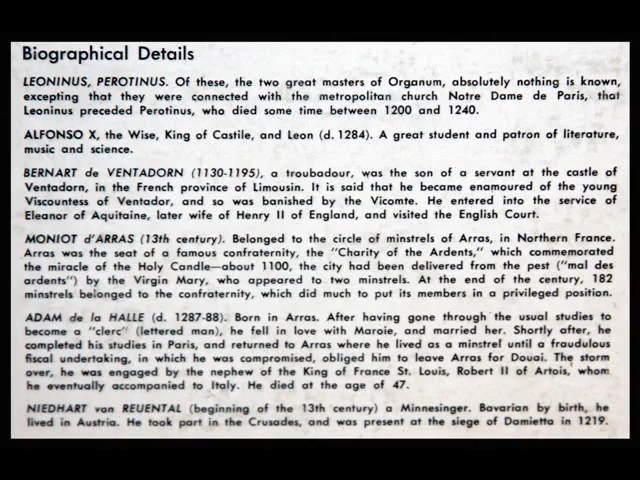 Biographical Details
LEONINUS, PEROTINUS. Of these, the two great masters of Organum, absolutely nothing is known,
excepting that they were connected with the metropolitan church Notre Dame de Paris, that
Leoninus preceded Perotinus, who died some time between 1200 and 1240.
ALFONSO X, the Wise, King of Castile, and Leon (d. 1284). A great student and patron of literature,
music and science.
BERNART de VENTADORN (1130-1195), a troubadour, was the son of a servant at the castle of
Ventadorn, in the French province of Limousin. It is said that he became enamoured of the young
Viscountess of Ventador, and so was banished by the Vicomte. He entered into the service of
Eleanor of Aquitaine, later wife of Henry II of England, and visited the English Court.
MONIOT d'ARRAS (13th century). Belonged to the circle of minstrels of Arras, in Northern France.
Arras was the seat of a famous confraternity, the "Charity of the Ardents," which commemorated
the miracle of the Holy Candle—about 1100, the city had been delivered from the pest ("mal des
ardents") by the Virgin Mary, who appeared to two minstrels. At the end of the century, 182
minstrels belonged to the confraternity, which did much to put its members in a privileged position.
ADAM de la HALLE (d. 1287-88). Born in Arras. After having gone through the usual studies to
become a "clerc" (lettered man), he fell in love with Maroie, and married her. Shortly after, he
completed his studies in Paris, and returned to Arras where he lived as a minstrel until a fraudulous
fiscal undertaking, in which he was compromised, obliged him to leave Arras for Douai. The storm
over, he was engaged by the nephew of the King of France St. Louis, Robert II of Artois, whom
he eventually accompanied to Italy. He died at the age of 47.
NIEDHART von REUENTAL (beginning of the 13th century) a Minnesinger. Bavarian by birth, he
lived in Austria. He took part in the Crusades, and was present at the siege of Damietta in 1219.